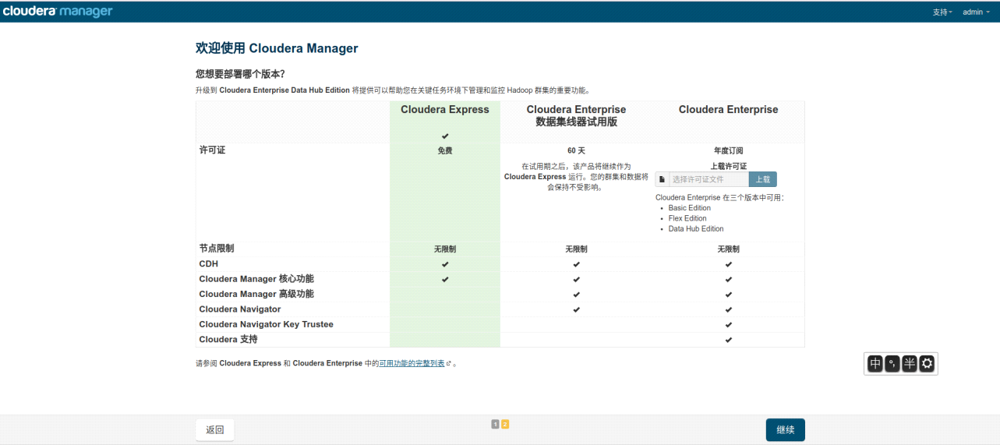 cloudera manager
支持 admin
欢迎使用 Cloudera Manager
您想要部署哪个版本?
升级到 Cloudera Enterprise Data Hub Edition 将提供可以帮助您在关键任务环境下管理和监控 Hadoop 群集的重要功能。
Cloudera Express
Cloudera Enterprise
数据集线器试用版
Cloudera Enterprise
许可证
免费
60 天
在试用期之后，该产品将继续作为
Cloudera Express 运行。您的群集和数据将
会保持不受影响。
年度订阅
上载许可证
选择许可证文件 上载
Cloudera Enterprise 在三个版本中可用：
Basic Edition
Flex Edition
Data Hub Edition
节点限制 无限制 无限制 无限制
CDH
Cloudera Manager 核心功能
Cloudera Manager 高级功能
Cloudera Navigator
Cloudera Navigator Key Trustee
Cloudera 支持
请参阅 Cloudera Express 和 Cloudera Enterprise 中的可用功能的完整列表 。
中 °, 半
返回 1 2 继续